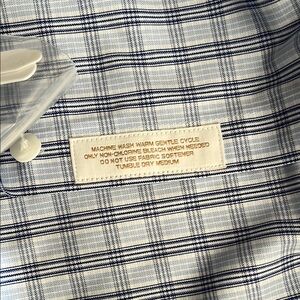 MACHINE WASH WARM GENTLE CYCLE
ONLY NON-CHLORINE BLEACH WHEN NEEDED
DO NOT USE FABRIC SOFTENER
TUMBLE DRY MEDIUM